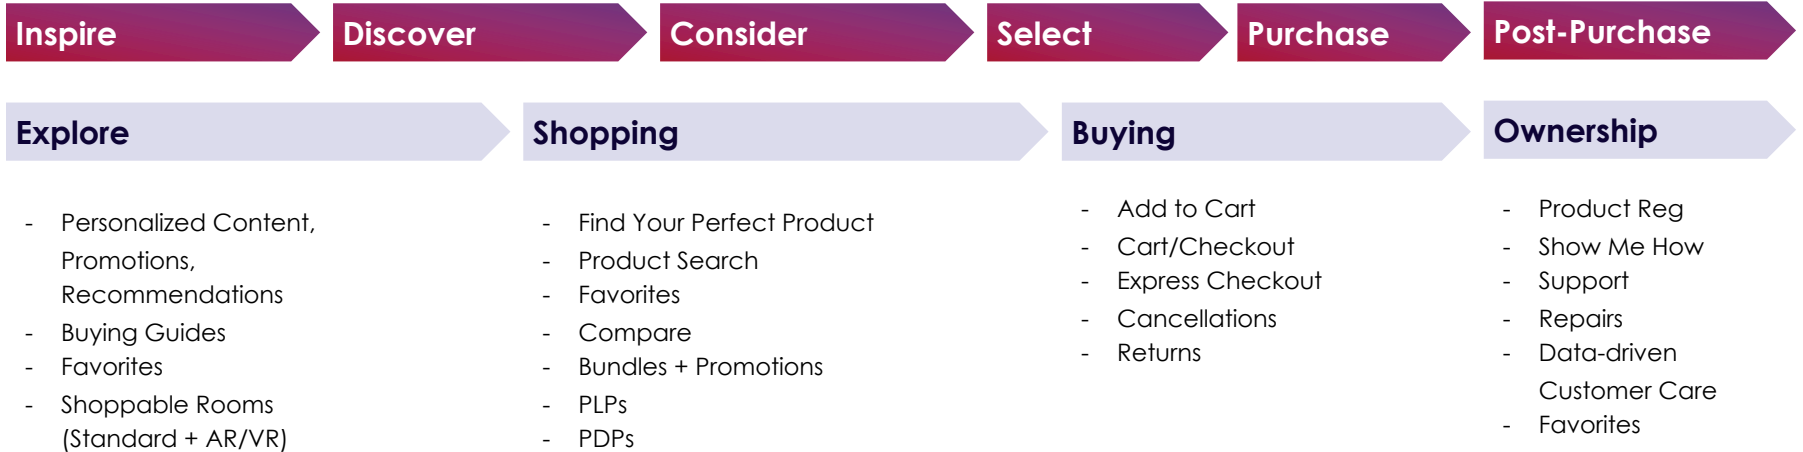 Inspire
Discover
Consider
Select
Purchase
Post-Purchase
Explore
Shopping
Buying
Ownership
- Personalized Content,
Promotions,
Recommendations
- Buying Guides
- Favorites
- Shoppable Rooms
(Standard + AR/VR)
- Find Your Perfect Product
- Product Search
- Favorites
- Compare
- Bundles + Promotions
- PLPs
- PDPs
- Add to Cart
- Cart/Checkout
- Express Checkout
- Cancellations
- Returns
- Product Reg
- Show Me How
- Support
- Repairs
- Data-driven
Customer Care
- Favorites